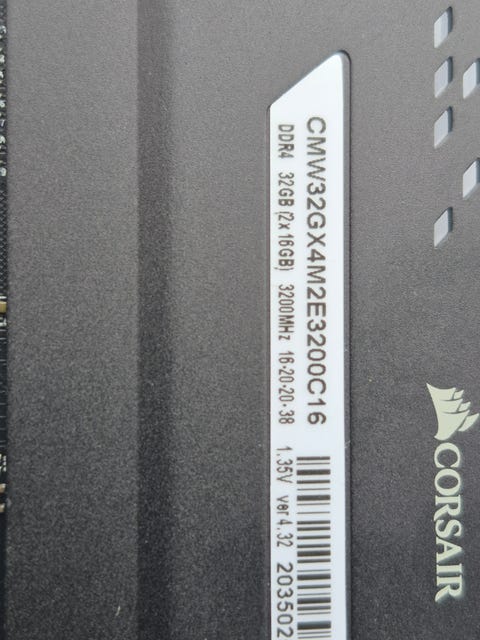 CMW32GX4M2E3200C16
DDR4 32GB (2x16GB) 3200MHz 16-20-20-38 1.35V ver4.32 203502
CORSAIR